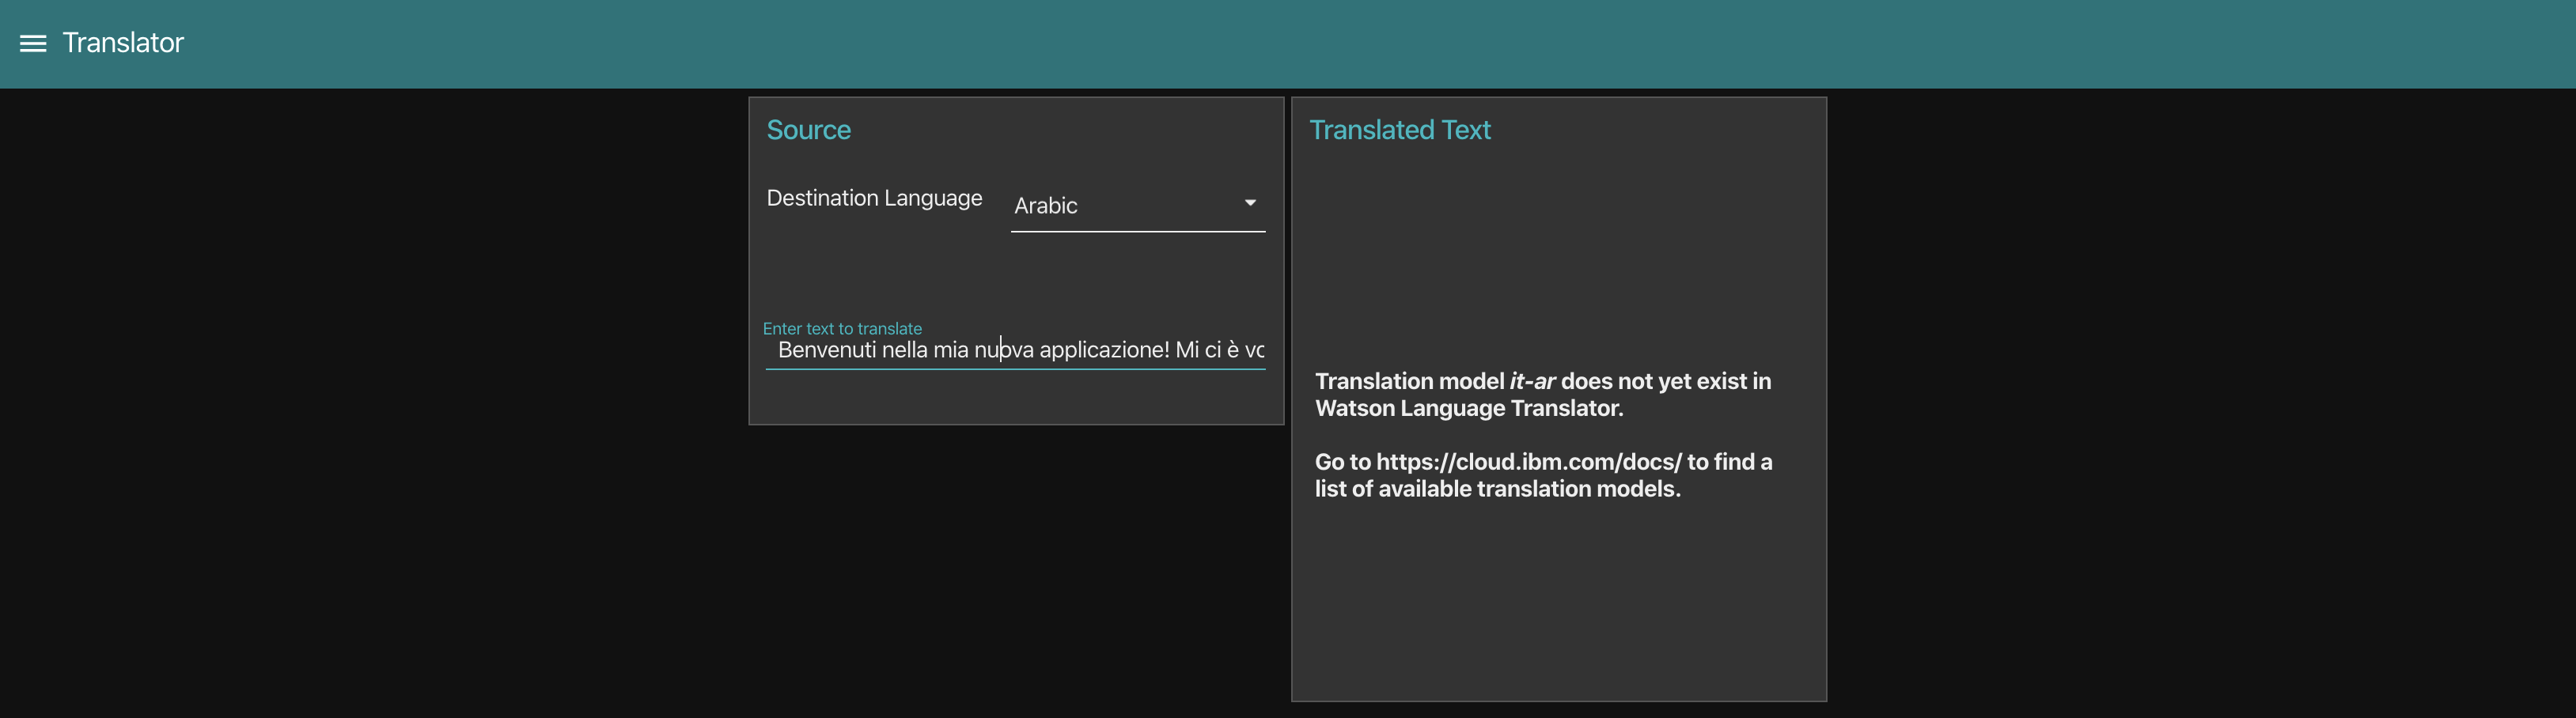 Translator
Source
Destination Language
Arabic
Enter text to translate
Benvenuti nella mia nuova applicazione! Mi ci è
Translated Text
Translation model it-ar does not yet exist in
Watson Language Translator.
Go to https://cloud.ibm.com/docs/ to find a
list of available translation models.